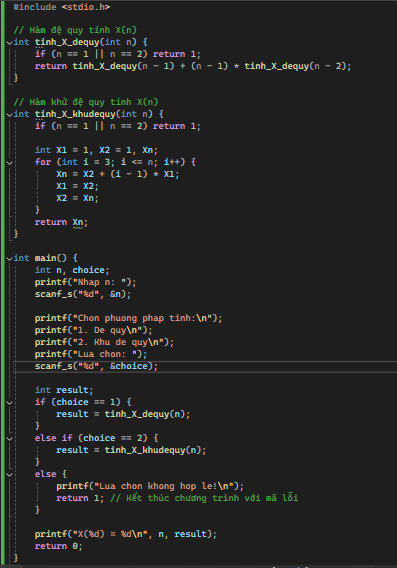 #include <stdio.h>
// Hàm đệ quy tính X(n)
int tinh_X_dequy(int n) {
if (n == 1 || n == 2) return 1;
return tinh_X_dequy(n - 1) + (n - 1) * tinh_X_dequy(n - 2);
}
// Hàm khử đệ quy tính X(n)
int tinh_X_khudequy(int n) {
if (n == 1 || n == 2) return 1;
int X1 = 1, X2 = 1, Xn;
for (int i = 3; i <= n; i++) {
Xn = X2 + (i - 1) * X1;
X1 = X2;
X2 = Xn;
}
return Xn;
}
int main() {
int n, choice;
printf("Nhap n: ");
scanf_s("%d", &n);
printf("Chon phuong phap tinh:\n");
printf("1. De quy\n");
printf("2. Khu de quy\n");
printf("Lua chon: ");
scanf_s("%d", &choice);
int result;
if (choice == 1) {
result = tinh_X_dequy(n);
}
else if (choice == 2) {
result = tinh_X_khudequy(n);
}
else {
printf("Lua chon khong hop le!\n");
return 1; // Kết thúc chương trình với mã lỗi
}
printf("X(%d) = %d\n", n, result);
return 0;
}